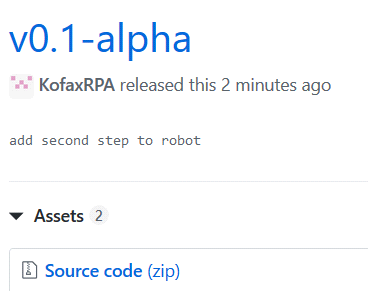 v0.1-alpha
KofaxRPA released this 2 minutes ago
add second step to robot
Assets 2
Source code (zip)